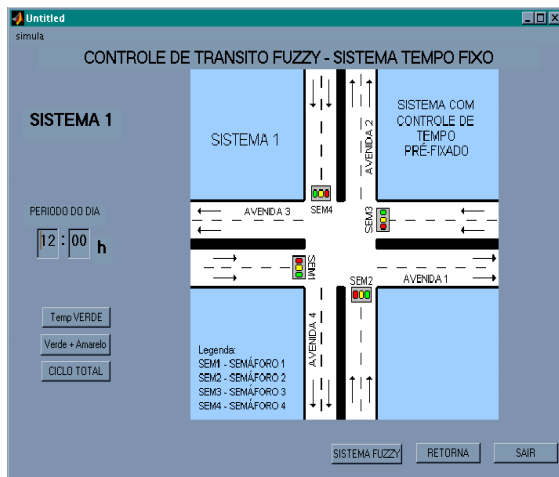 Untitled
simula
CONTROLE DE TRANSITO FUZZY - SISTEMA TEMPO FIXO
SISTEMA 1
PERIODO DO DIA
12 : 00 h
Temp VERDE
Verde + Amarelo
CICLO TOTAL
SISTEMA 1
AVENIDA 2
SISTEMA COM
CONTROLE DE
TEMPO
PRÉ-FIXADO
AVENIDA 3
SEM4
SEM3
SEM1
SEM2
AVENIDA 1
AVENIDA 4
Legenda:
SEM1 - SEMÁFORO 1
SEM2 - SEMÁFORO 2
SEM3 - SEMÁFORO 3
SEM4 - SEMÁFORO 4
SISTEMA FUZZY
RETORNA
SAIR